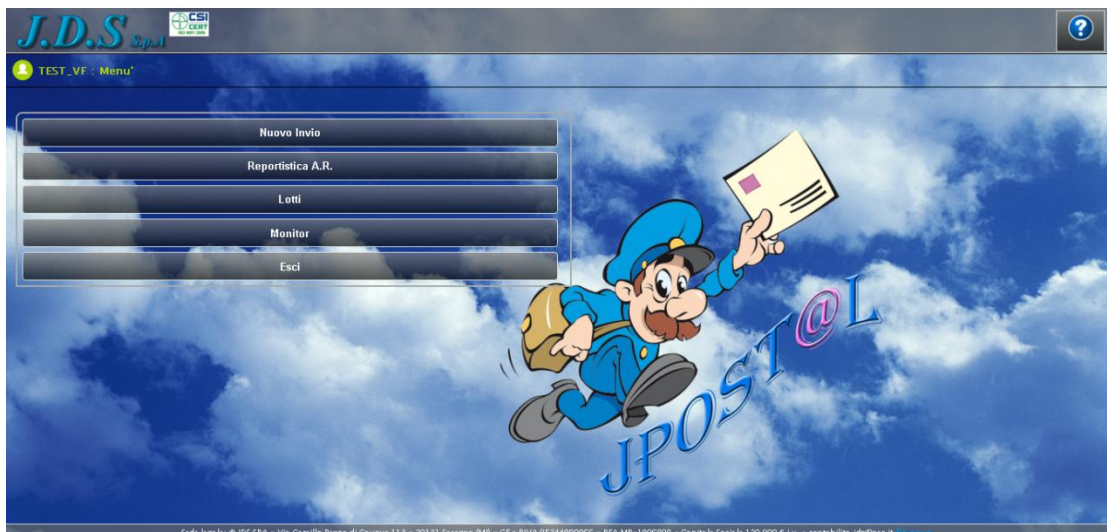 J.D.S S.p.A
CSI
CERT
TEST_VF : Menu'
Nuovo Invio
Reportistica A.R.
Lotti
Monitor
Esci
JPOST@L